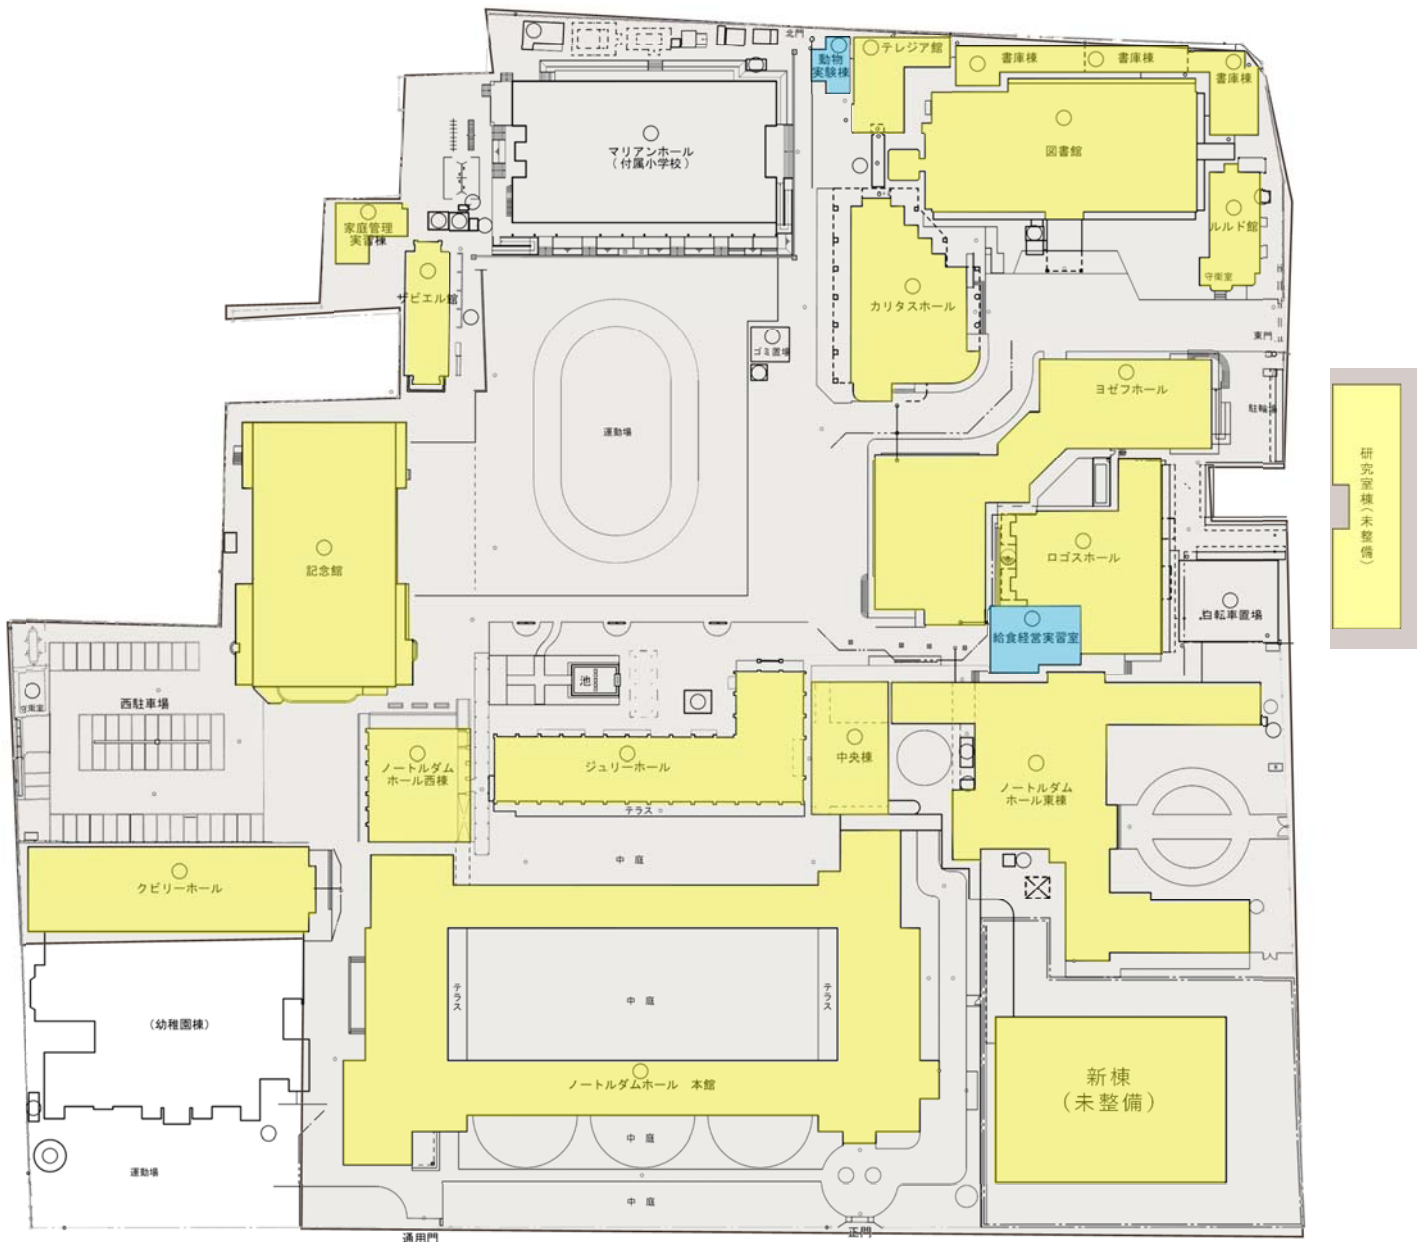 北門
動物
実験棟
テレジア館
書庫棟
書庫棟
書庫棟
マリアンホール
(付属小学校)
図書館
家庭管理
実習棟
ルルド館
ザビエル館
守衛室
カリタスホール
東門
ゴミ置場
ヨゼフホール
駐輪場
運動場
研究室棟(未整備)
記念館
ロゴスホール
自転車置場
給食経営実習室
池
守衛室
西駐車場
ノートルダム
ホール西棟
ジュリーホール
中央棟
ノートルダム
ホール東棟
テラス
中 庭
クビリーホール
テラス
中 庭
テラス
(幼稚園棟)
ノートルダムホール 本館
新棟
(未整備)
中 庭
運動場
中 庭
正門
通用門